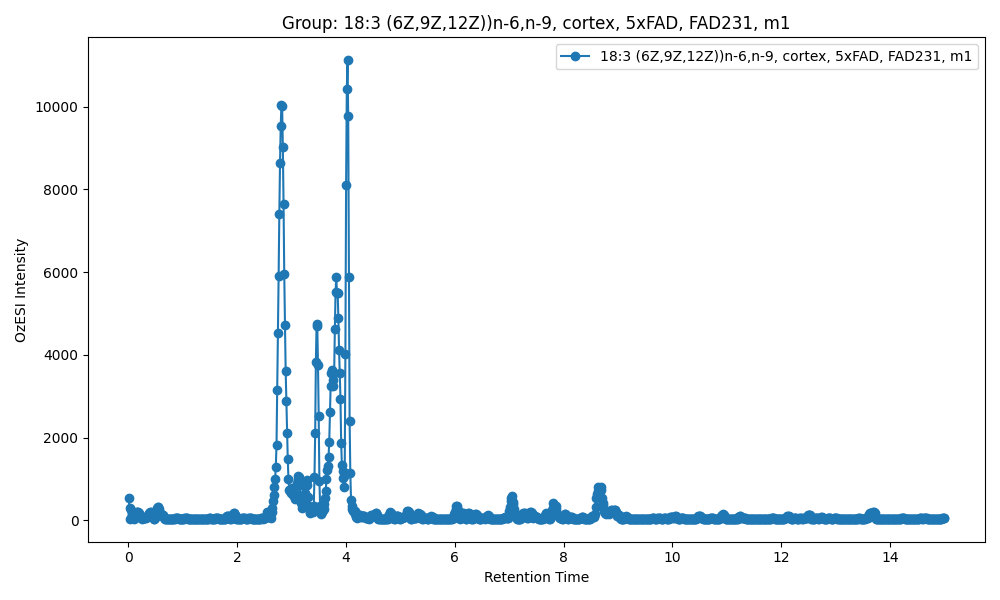 Group: 18:3 (6Z,9Z,12Z))n-6,n-9, cortex, 5xFAD, FAD231, m1
18:3 (6Z,9Z,12Z))n-6,n-9, cortex, 5xFAD, FAD231, m1
OzESI Intensity
10000
8000
6000
4000
2000
0
0 2 4 6 8 10 12 14
Retention Time